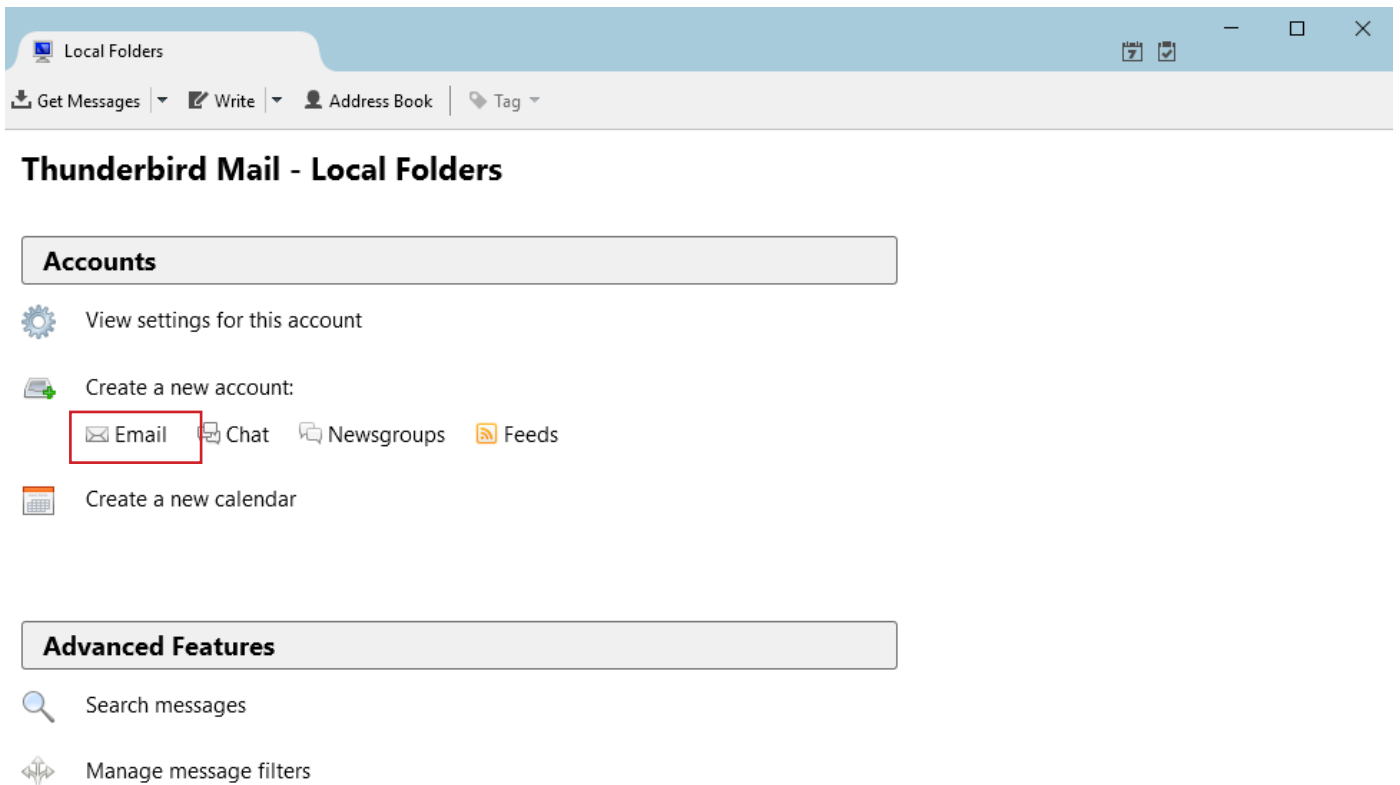 Local Folders
7
Get Messages Write Address Book Tag
Thunderbird Mail - Local Folders
Accounts
View settings for this account
Create a new account:
Email Chat Newsgroups Feeds
Create a new calendar
Advanced Features
Search messages
Manage message filters